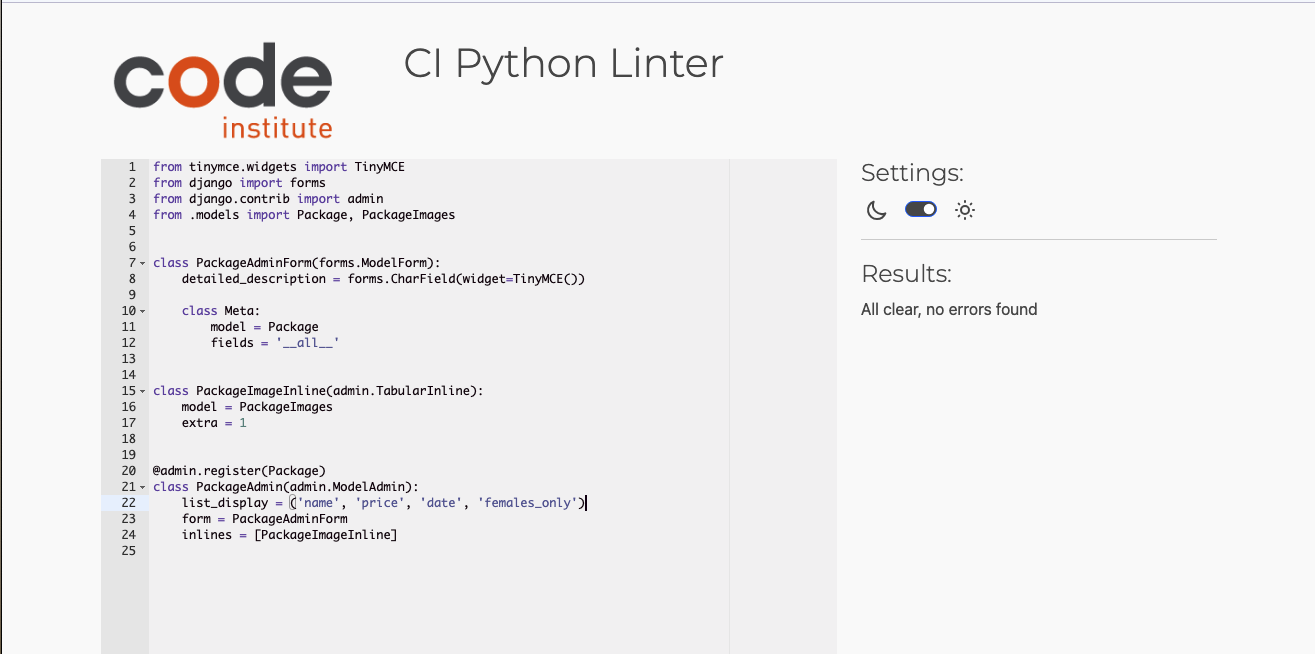 code
institute
CI Python Linter
1 from tinymce.widgets import TinyMCE
2 from django import forms
3 from django.contrib import admin
4 from .models import Package, PackageImages
5
6
7 class PackageAdminForm(forms.ModelForm):
8     detailed_description = forms.CharField(widget=TinyMCE())
9
10     class Meta:
11         model = Package
12         fields = '__all__'
13
14
15 class PackageImageInline(admin.TabularInline):
16     model = PackageImages
17     extra = 1
18
19
20 @admin.register(Package)
21 class PackageAdmin(admin.ModelAdmin):
22     list_display = ('name', 'price', 'date', 'females_only')
23     form = PackageAdminForm
24     inlines = [PackageImageInline]
25
Settings:
Results:
All clear, no errors found